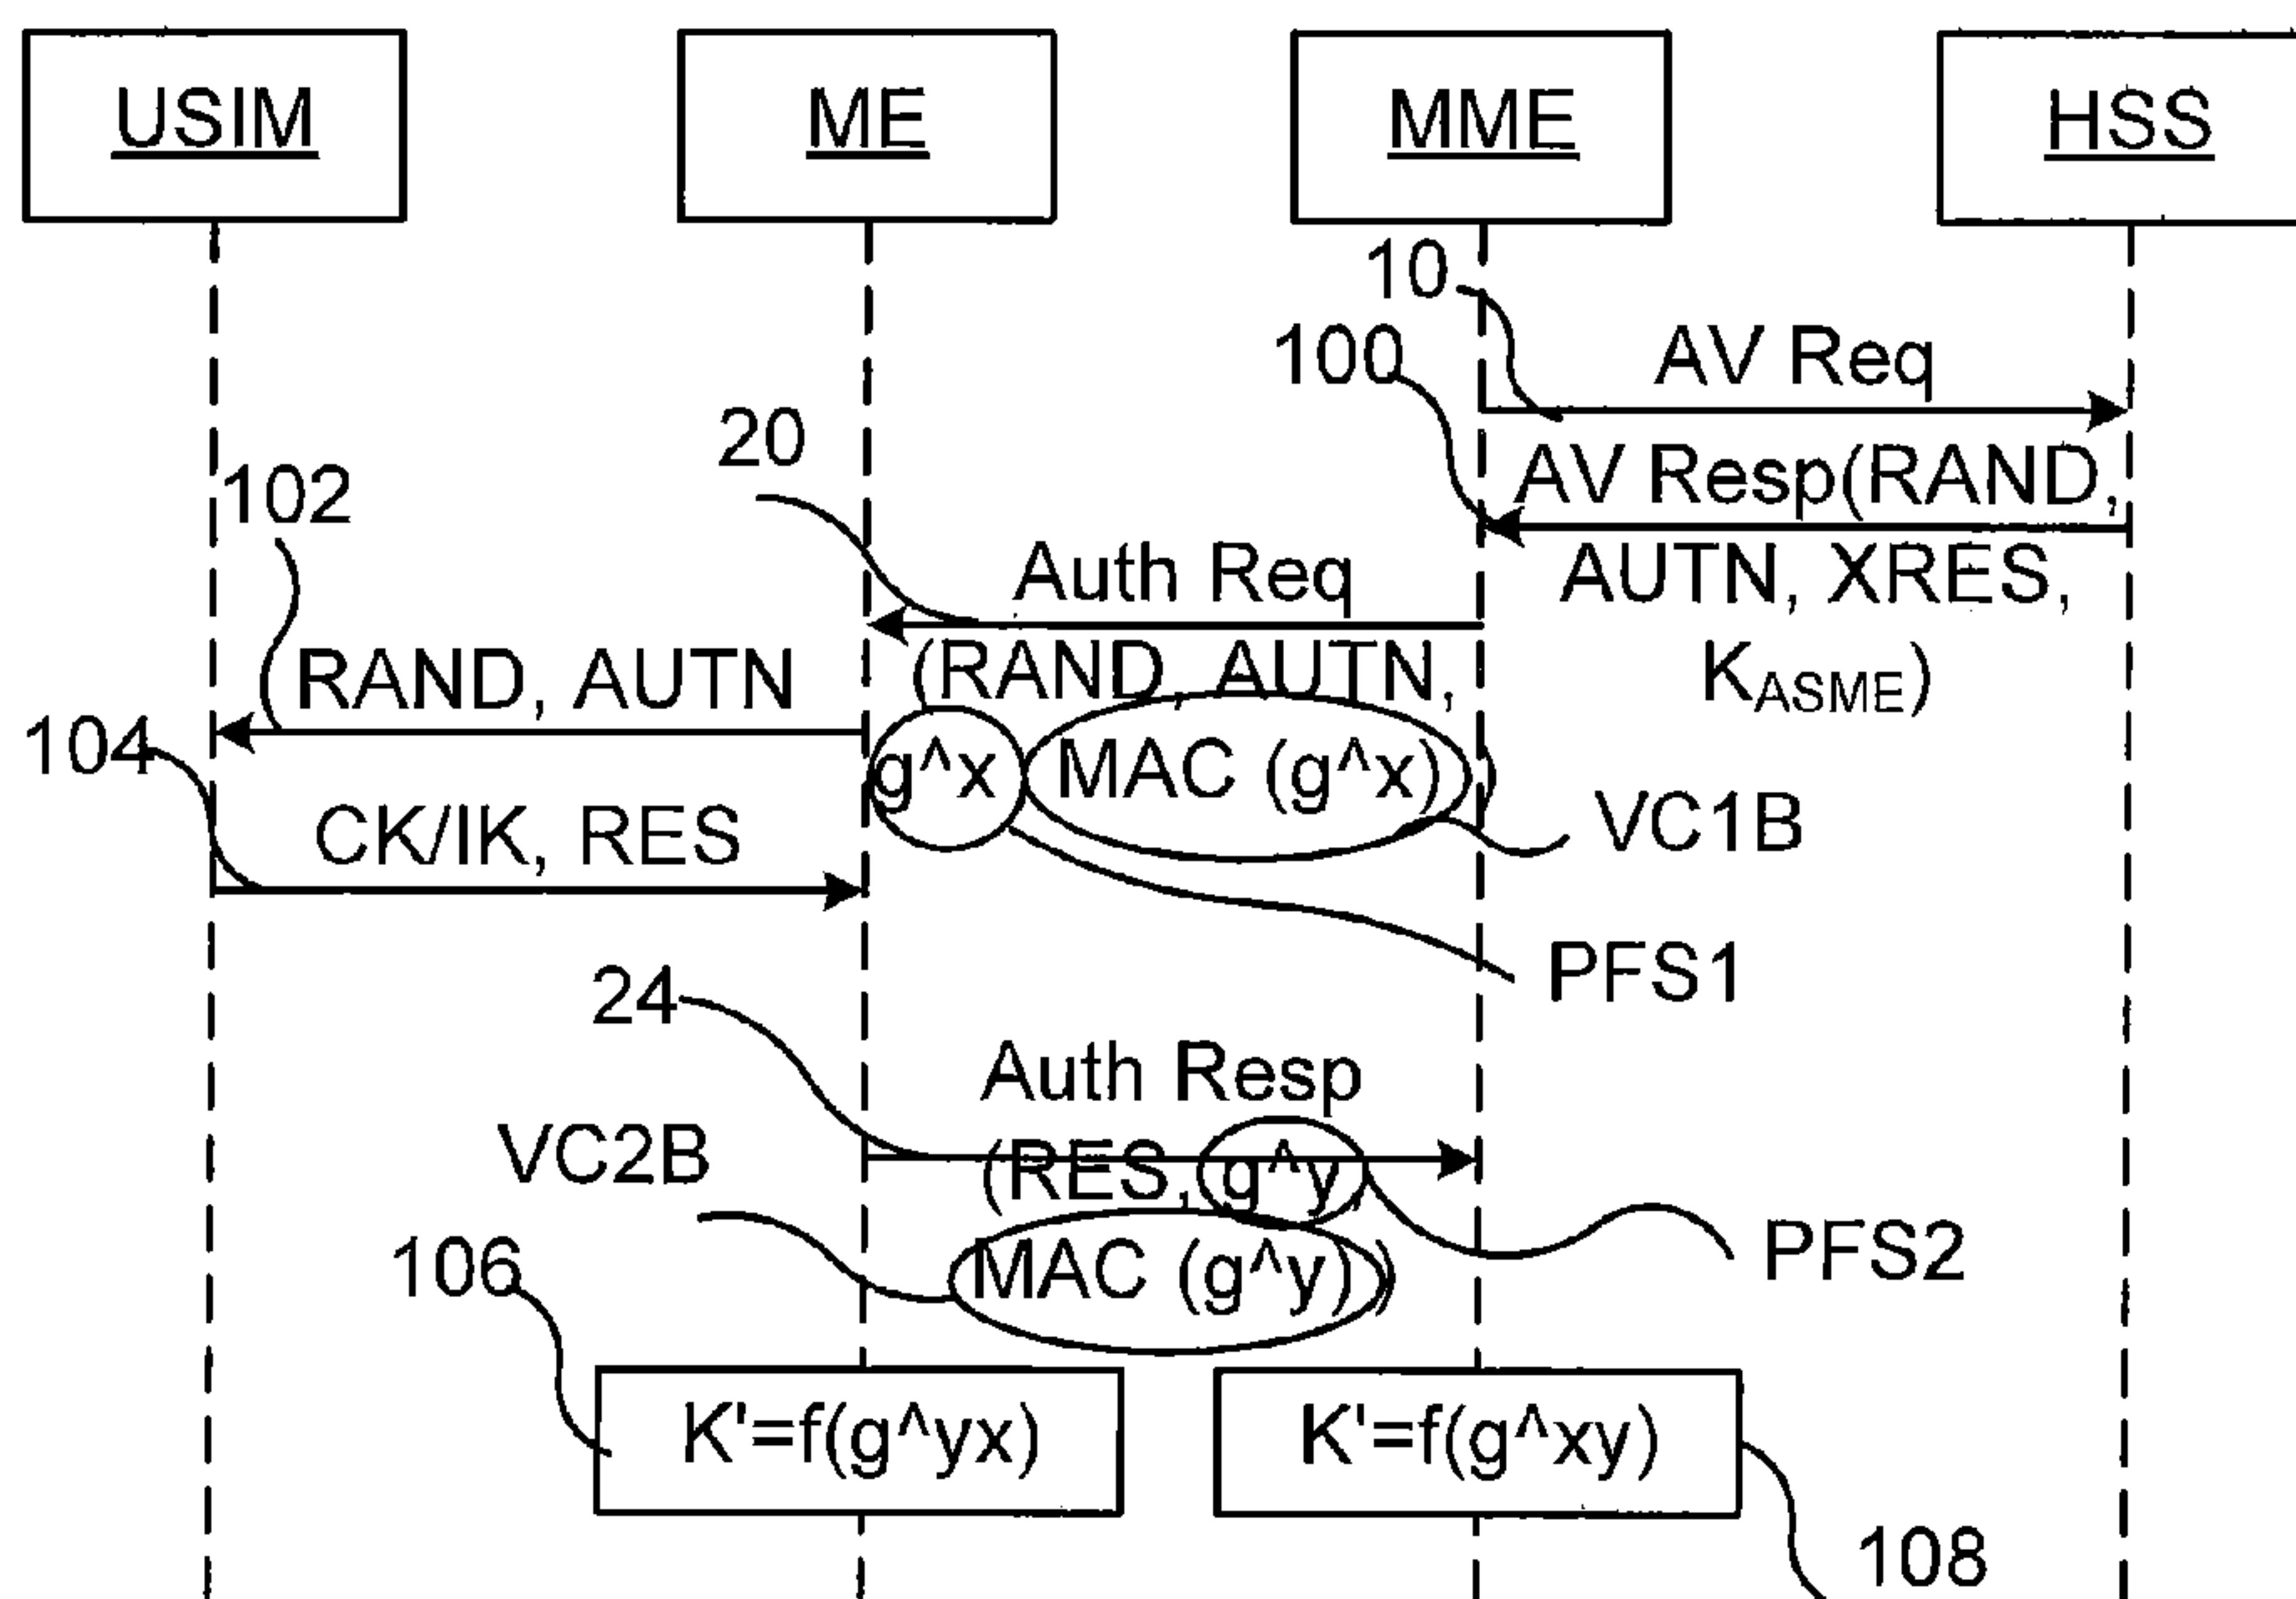 USIM
ME
MME
HSS
10
100
AV Req
20
102
AV Resp(RAND,
AUTN, XRES,
K_ASME)
Auth Req
(RAND, AUTN,
g^x MAC (g^x) )
RAND, AUTN
104
VC1B
CK/IK, RES
PFS1
24
Auth Resp
(RES, g^y,
MAC (g^y) )
VC2B
PFS2
106
K'=f(g^yx)
K'=f(g^xy)
108